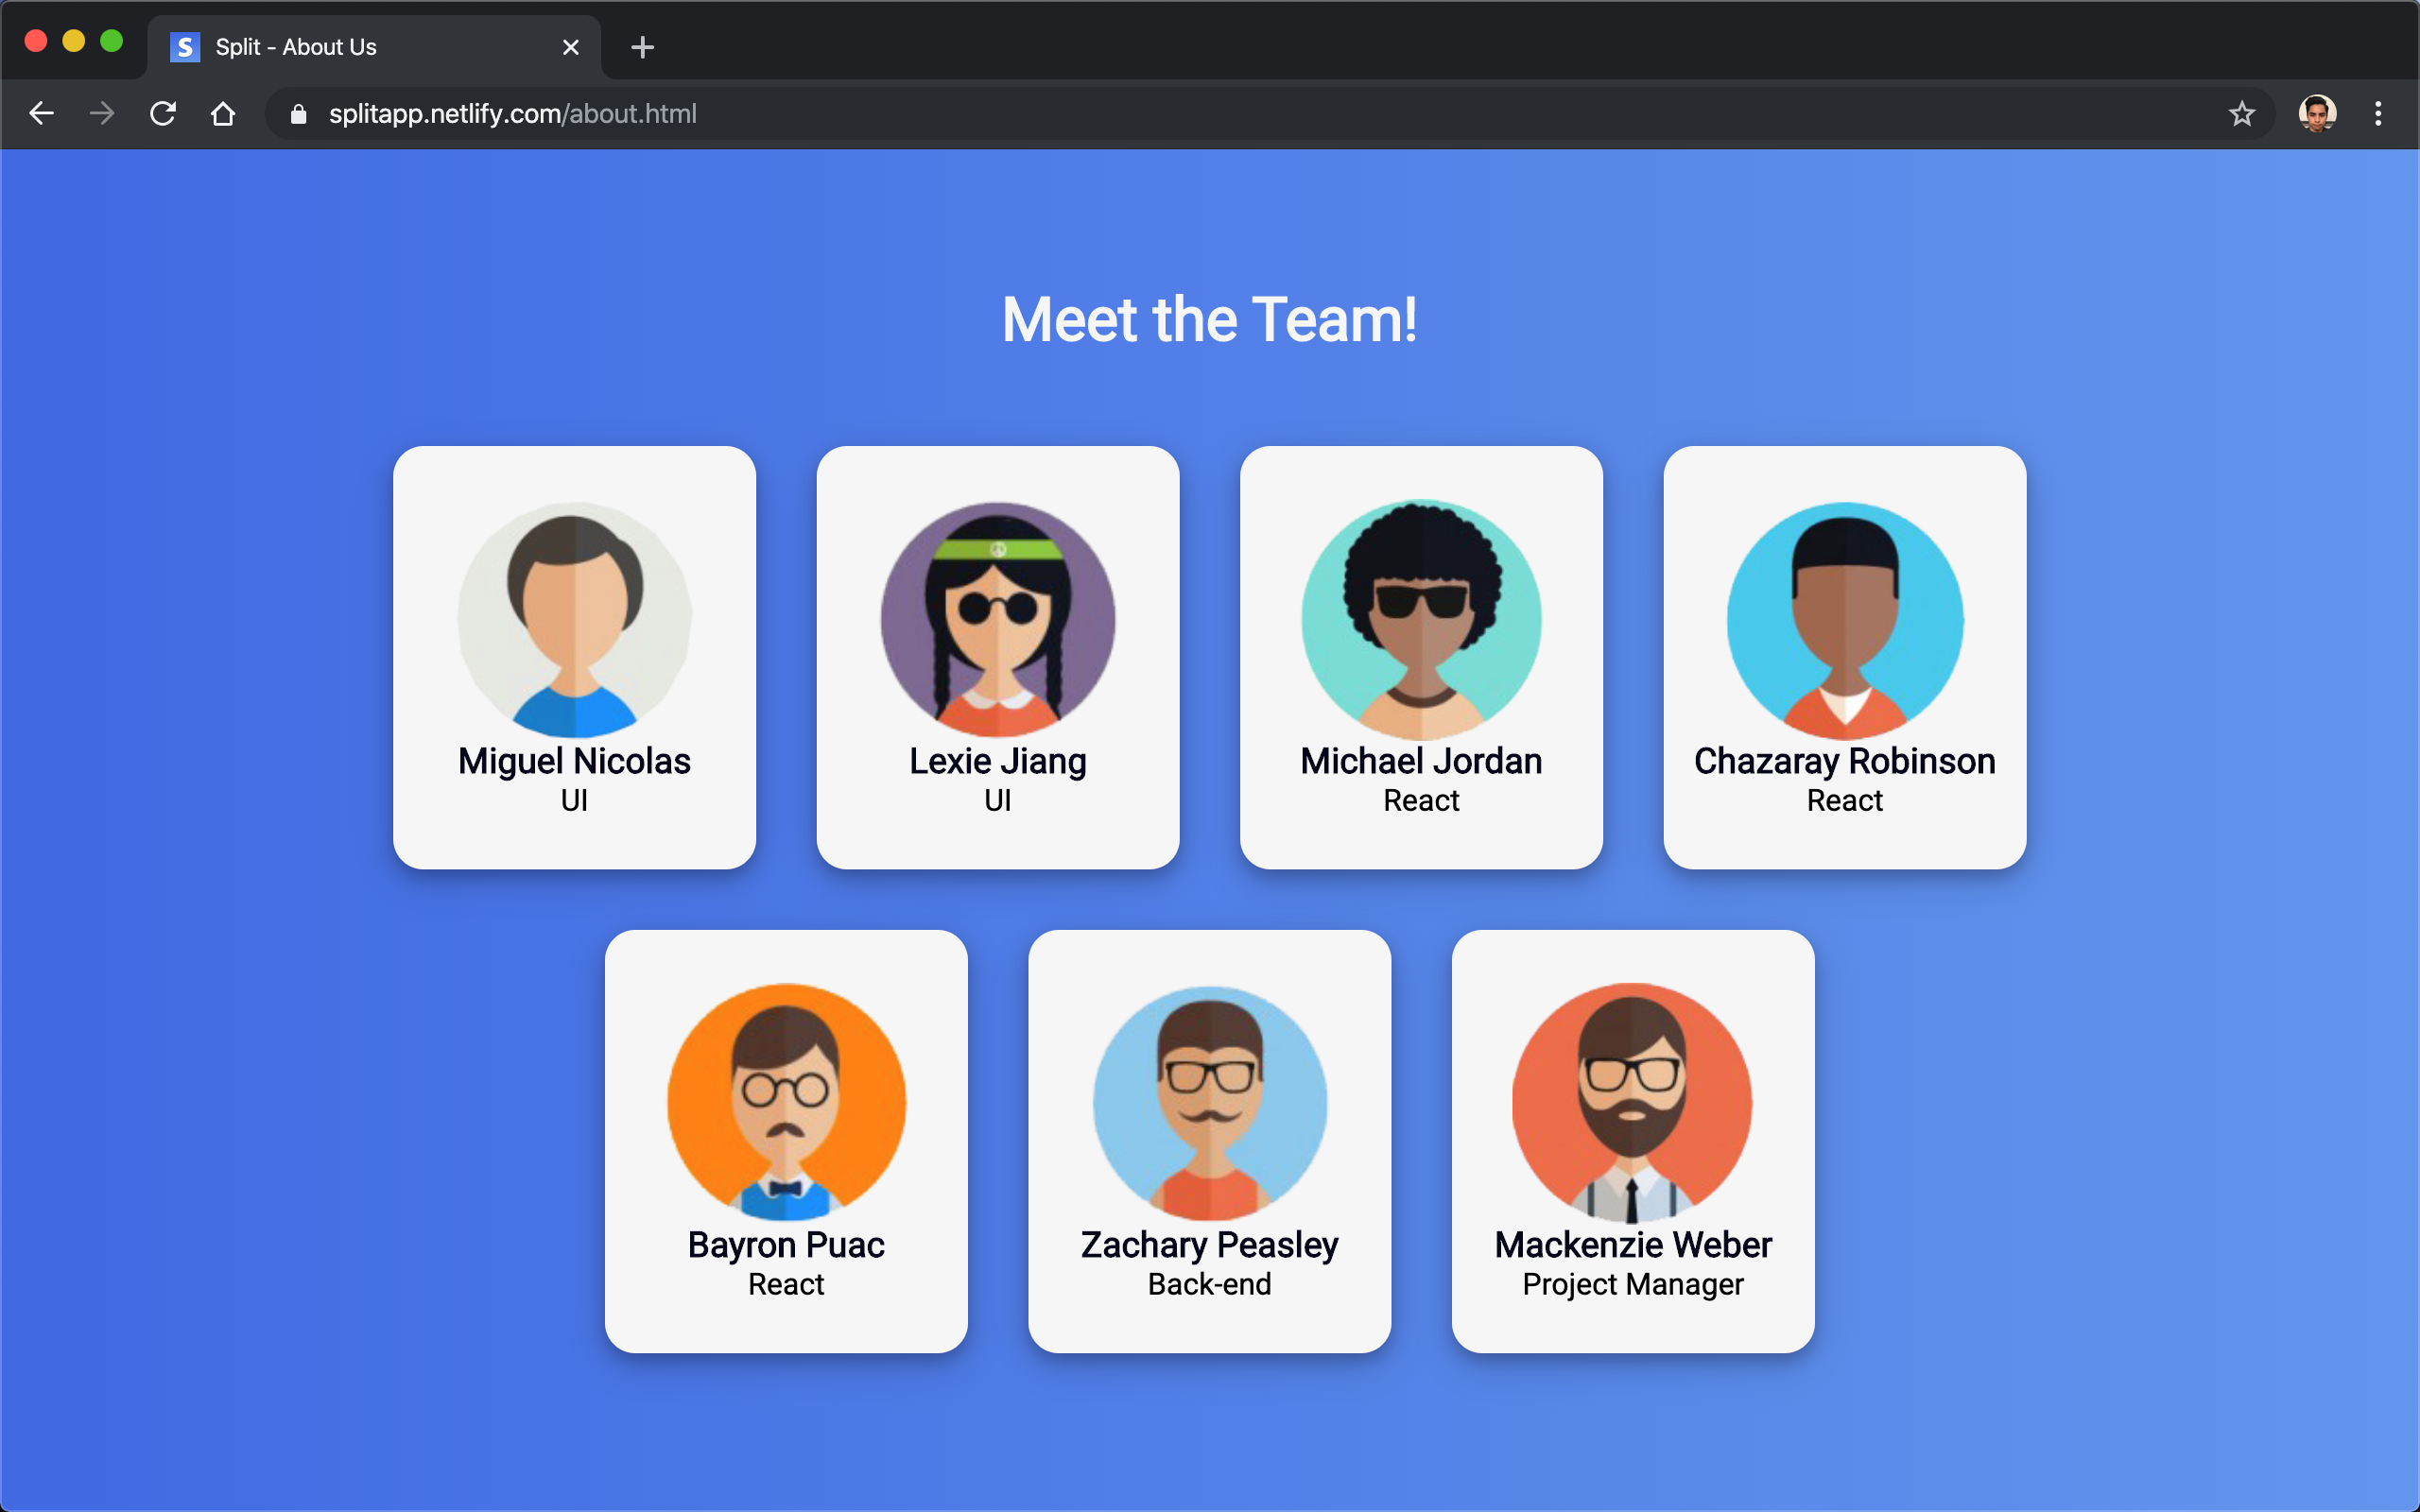 S Split - About Us
splitapp.netlify.com/about.html
Meet the Team!
Miguel Nicolas
UI
Lexie Jiang
UI
Michael Jordan
React
Chazaray Robinson
React
Bayron Puac
React
Zachary Peasley
Back-end
Mackenzie Weber
Project Manager